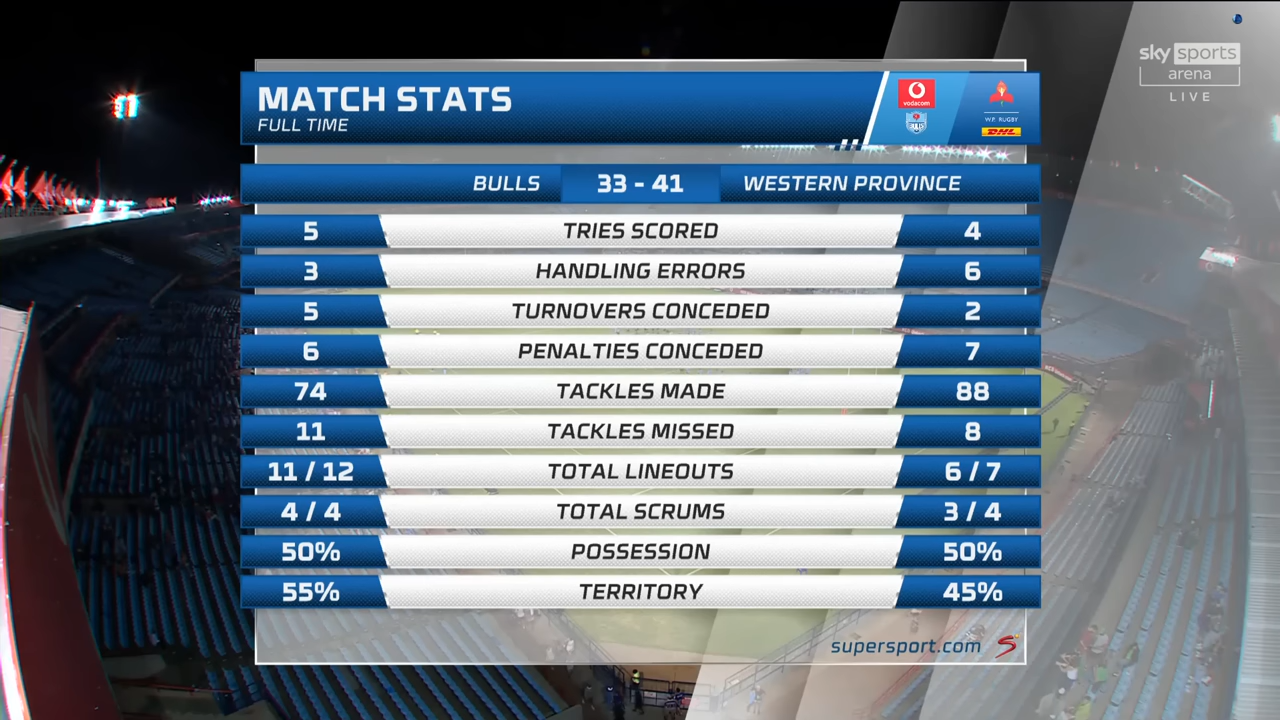 sky sports
arena
LIVE
MATCH STATS
FULL TIME
vodacom
BULLS
W.P. RUGBY
DHL
BULLS 33 - 41 WESTERN PROVINCE
5 TRIES SCORED 4
3 HANDLING ERRORS 6
5 TURNOVERS CONCEDED 2
6 PENALTIES CONCEDED 7
74 TACKLES MADE 88
11 TACKLES MISSED 8
11 / 12 TOTAL LINEOUTS 6 / 7
4 / 4 TOTAL SCRUMS 3 / 4
50% POSSESSION 50%
55% TERRITORY 45%
supersport.com S